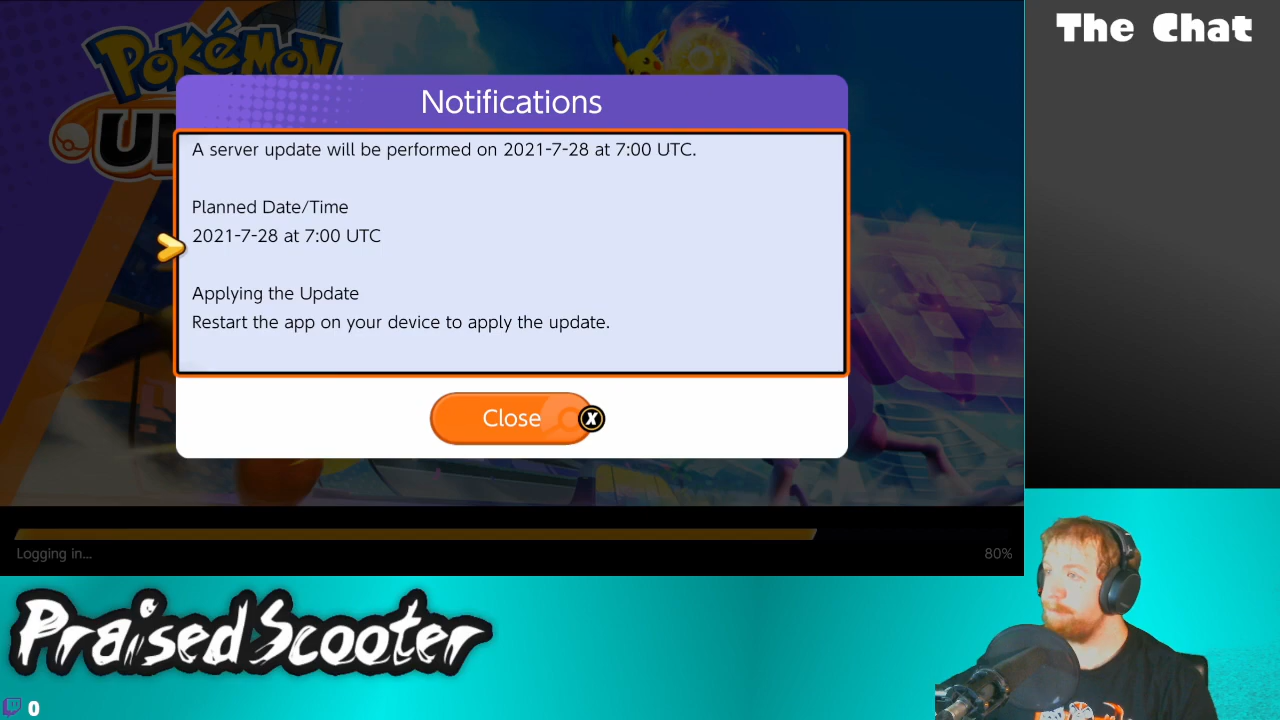 The Chat
POKÉMON
UN
Notifications
A server update will be performed on 2021-7-28 at 7:00 UTC.
Planned Date/Time
2021-7-28 at 7:00 UTC
Applying the Update
Restart the app on your device to apply the update.
Close
X
Logging in...
80%
PraisedScooter
0